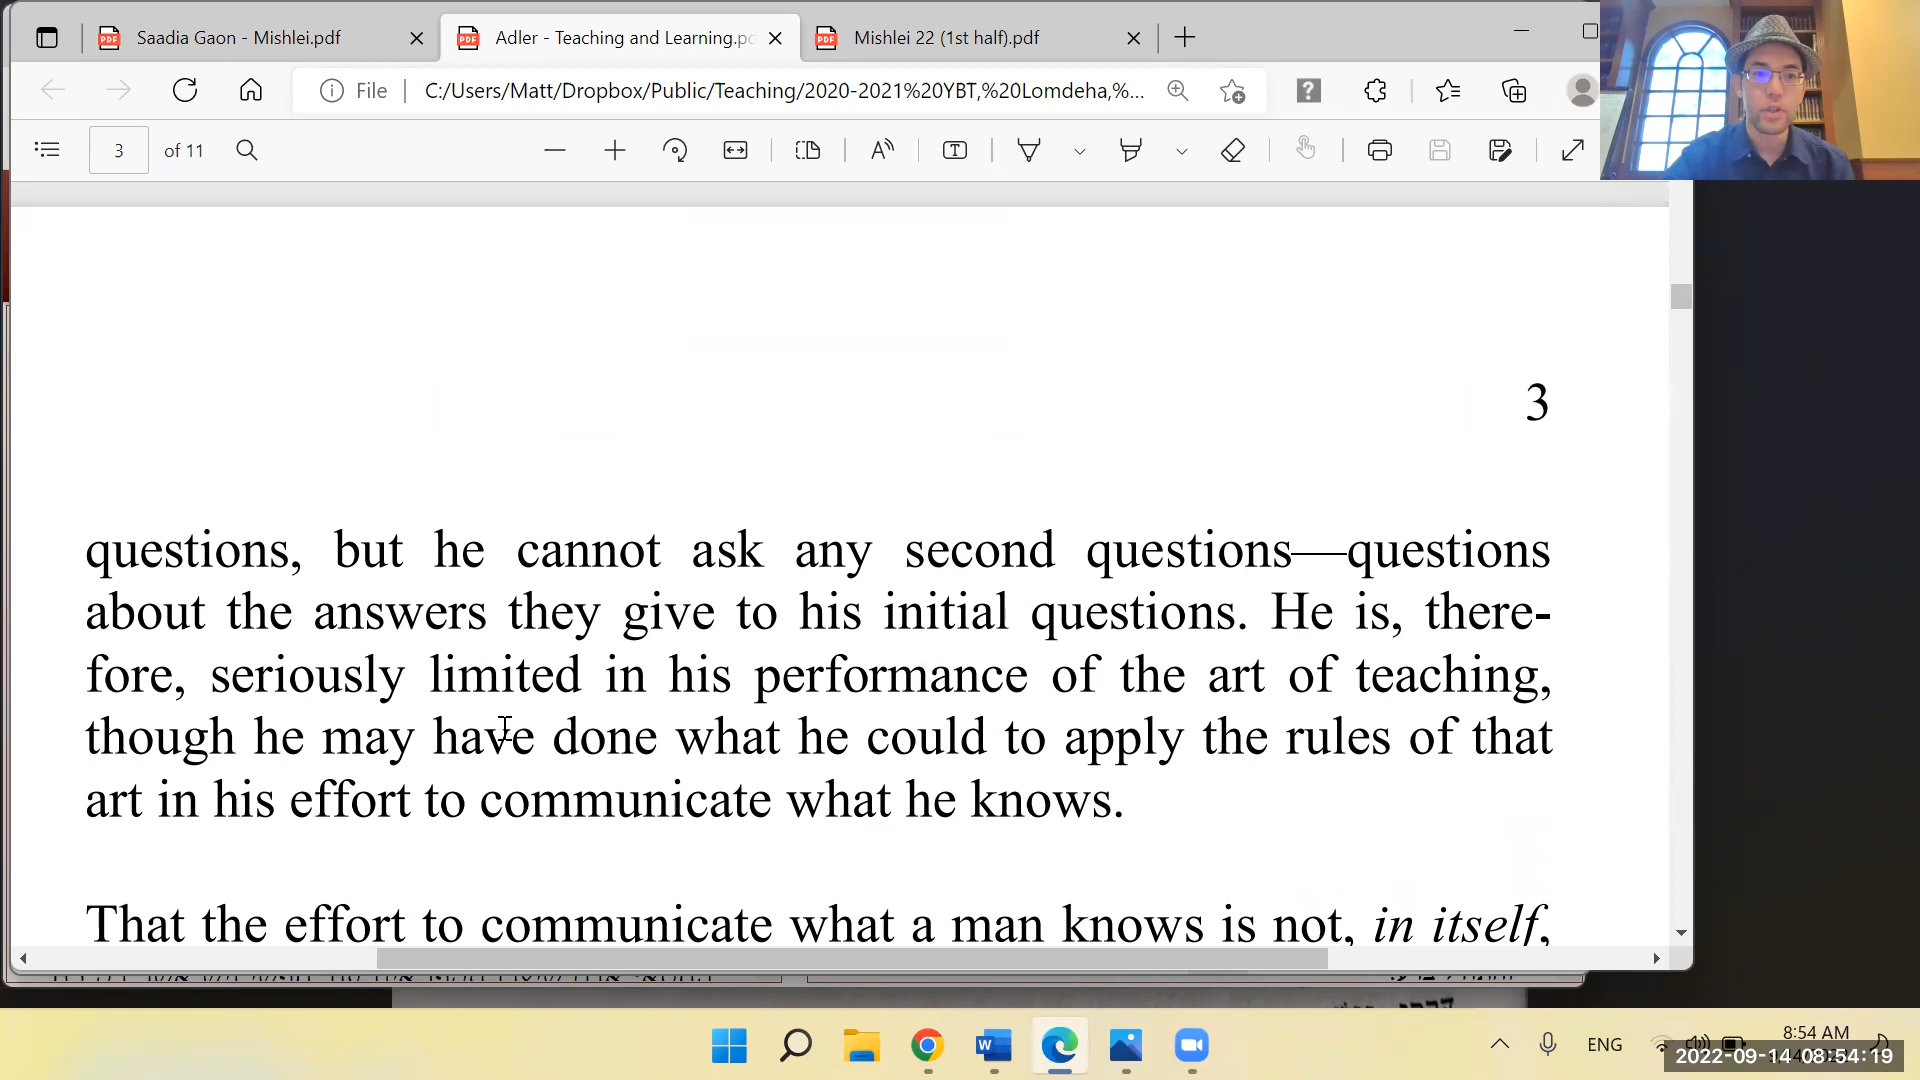 Saadia Gaon - Mishlei.pdf
Adler - Teaching and Learning.pd
Mishlei 22 (1st half).pdf
File
C:/Users/Matt/Dropbox/Public/Teaching/2020-2021%20YBT,%20Lomdeha,%...
3 of 11
3
questions, but he cannot ask any second questions—questions
about the answers they give to his initial questions. He is, there-
fore, seriously limited in his performance of the art of teaching,
though he may have done what he could to apply the rules of that
art in his effort to communicate what he knows.
That the effort to communicate what a man knows is not, in itself,
ENG
8:54 AM
2022-09-14 08:54:19